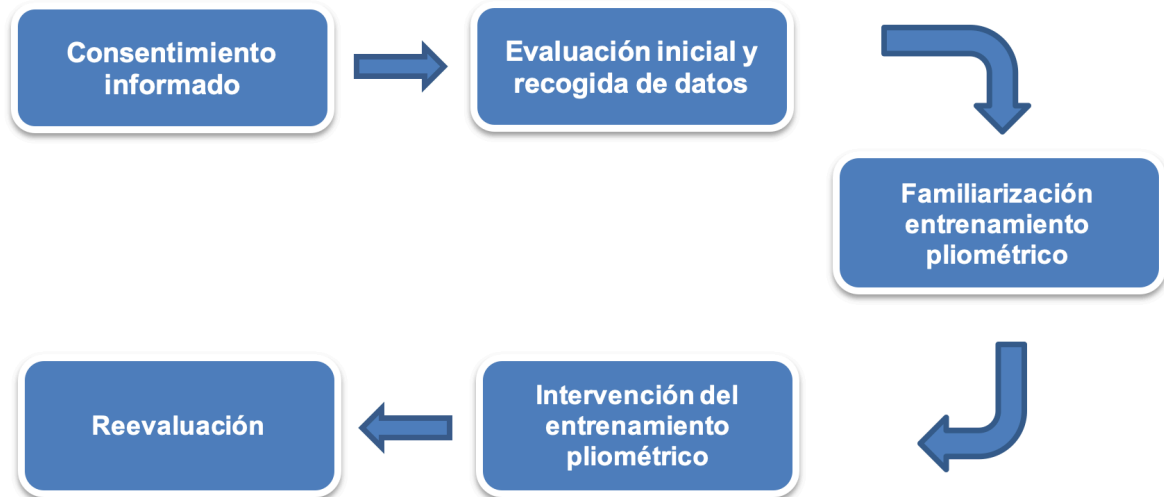 Consentimiento
informado
Evaluación inicial y
recogida de datos
Familiarización
entrenamiento
pliométrico
Intervención del
entrenamiento
pliométrico
Reevaluación